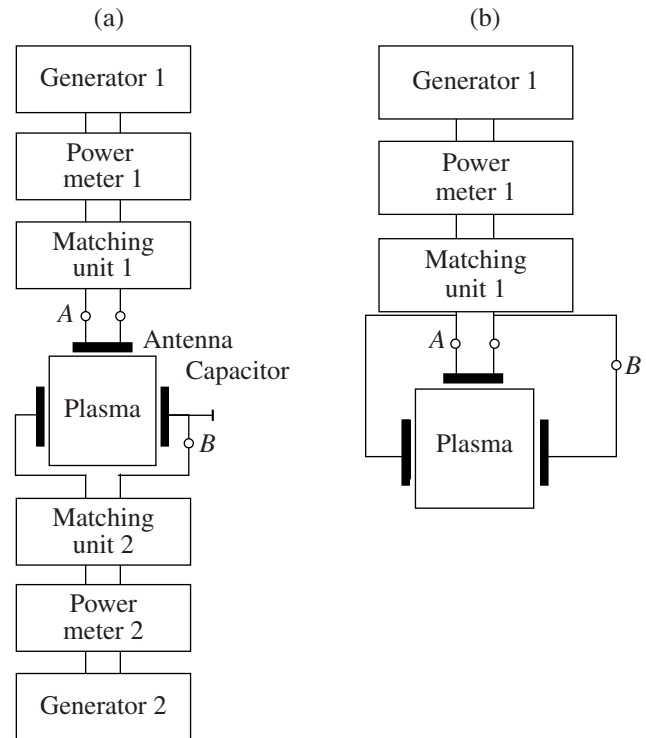 (a)
Generator 1
Power
meter 1
Matching
unit 1
A
Antenna
Capacitor
Plasma
B
Matching
unit 2
Power
meter 2
Generator 2
(b)
Generator 1
Power
meter 1
Matching
unit 1
A
B
Plasma